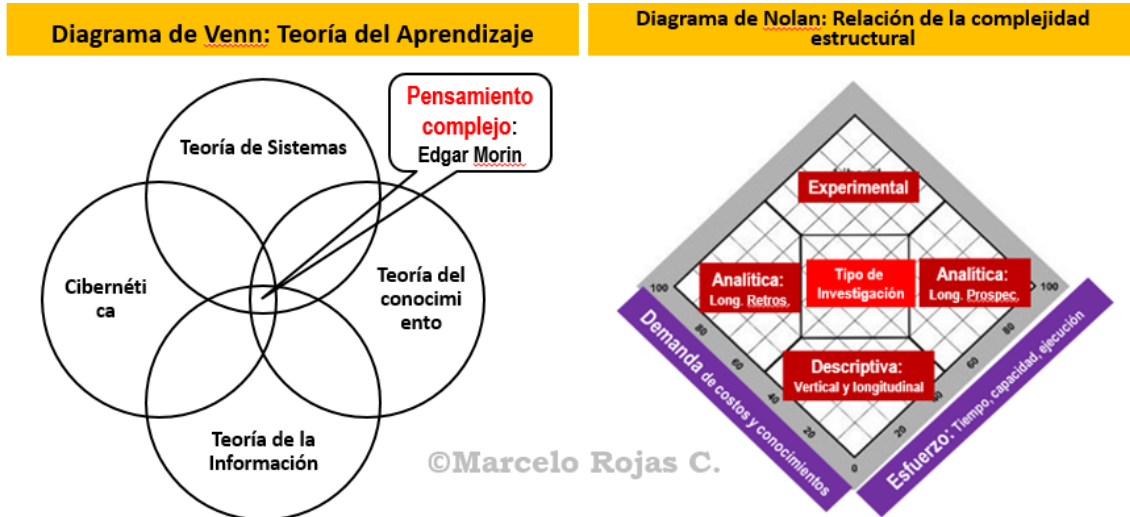 Diagrama de Venn: Teoría del Aprendizaje
Pensamiento
complejo:
Edgar Morin
Teoría de Sistemas
Cibernéti
ca
Teoría del
conocimi
ento
Teoría de la
Información
©Marcelo Rojas C.
Diagrama de Nolan: Relación de la complejidad
estructural
Experimental
Analítica:
Long. Retros.
Tipo de
Investigación
Analítica:
Long. Prospec.
Descriptiva:
Vertical y longitudinal
100
80
60
40
20
0
20
60
80
100
Demanda de costos y conocimientos
Esfuerzo: Tiempo, capacidad, ejecución